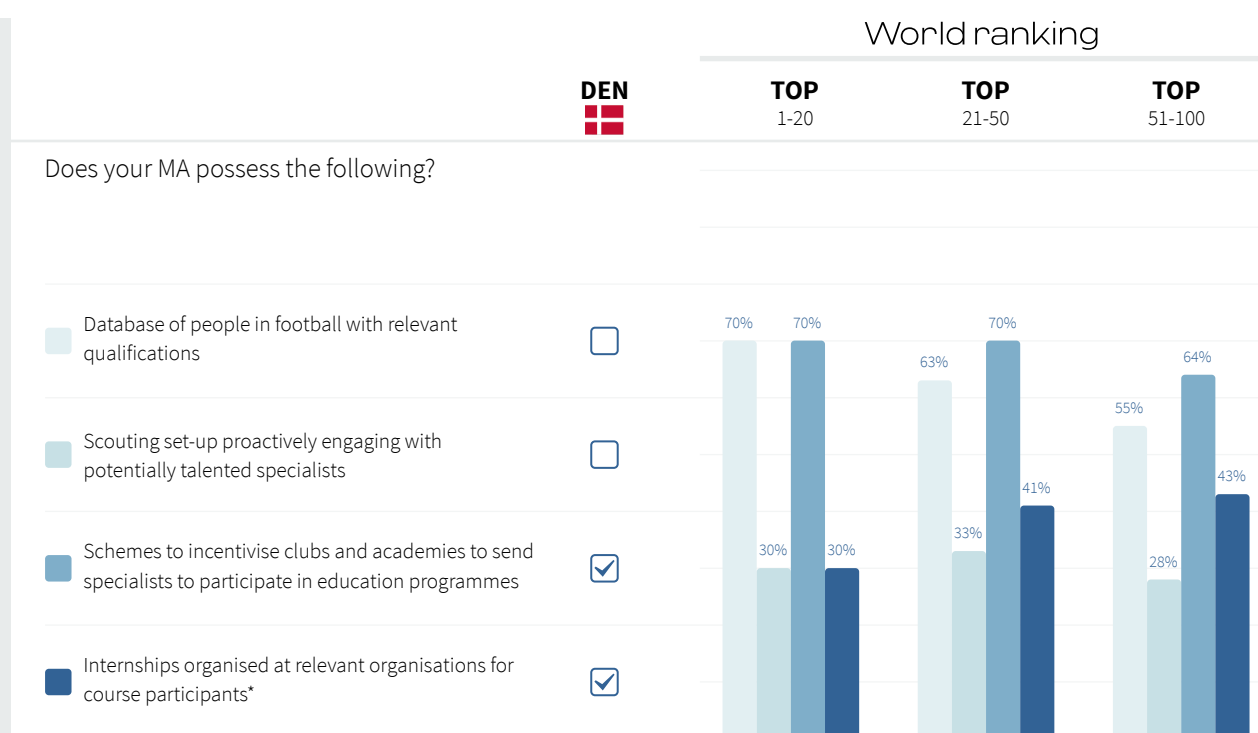 World ranking
DEN
TOP
1-20
TOP
21-50
TOP
51-100
Does your MA possess the following?
Database of people in football with relevant
qualifications
Scouting set-up proactively engaging with
potentially talented specialists
Schemes to incentivise clubs and academies to send
specialists to participate in education programmes
Internships organised at relevant organisations for
course participants*
70%
30%
70%
30%
63%
33%
70%
41%
55%
28%
64%
43%